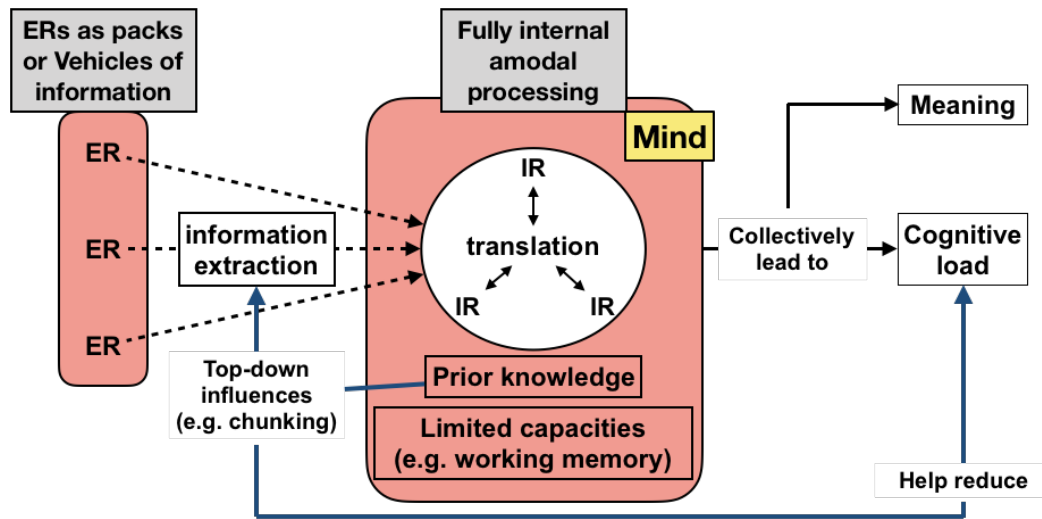 ERs as packs
or Vehicles of
information
Fully internal
amodal
processing
Mind
Meaning
ER
ER
ER
information
extraction
IR
translation
IR
IR
Collectively
lead to
Cognitive
load
Top-down
influences
(e.g. chunking)
Prior knowledge
Limited capacities
(e.g. working memory)
Help reduce